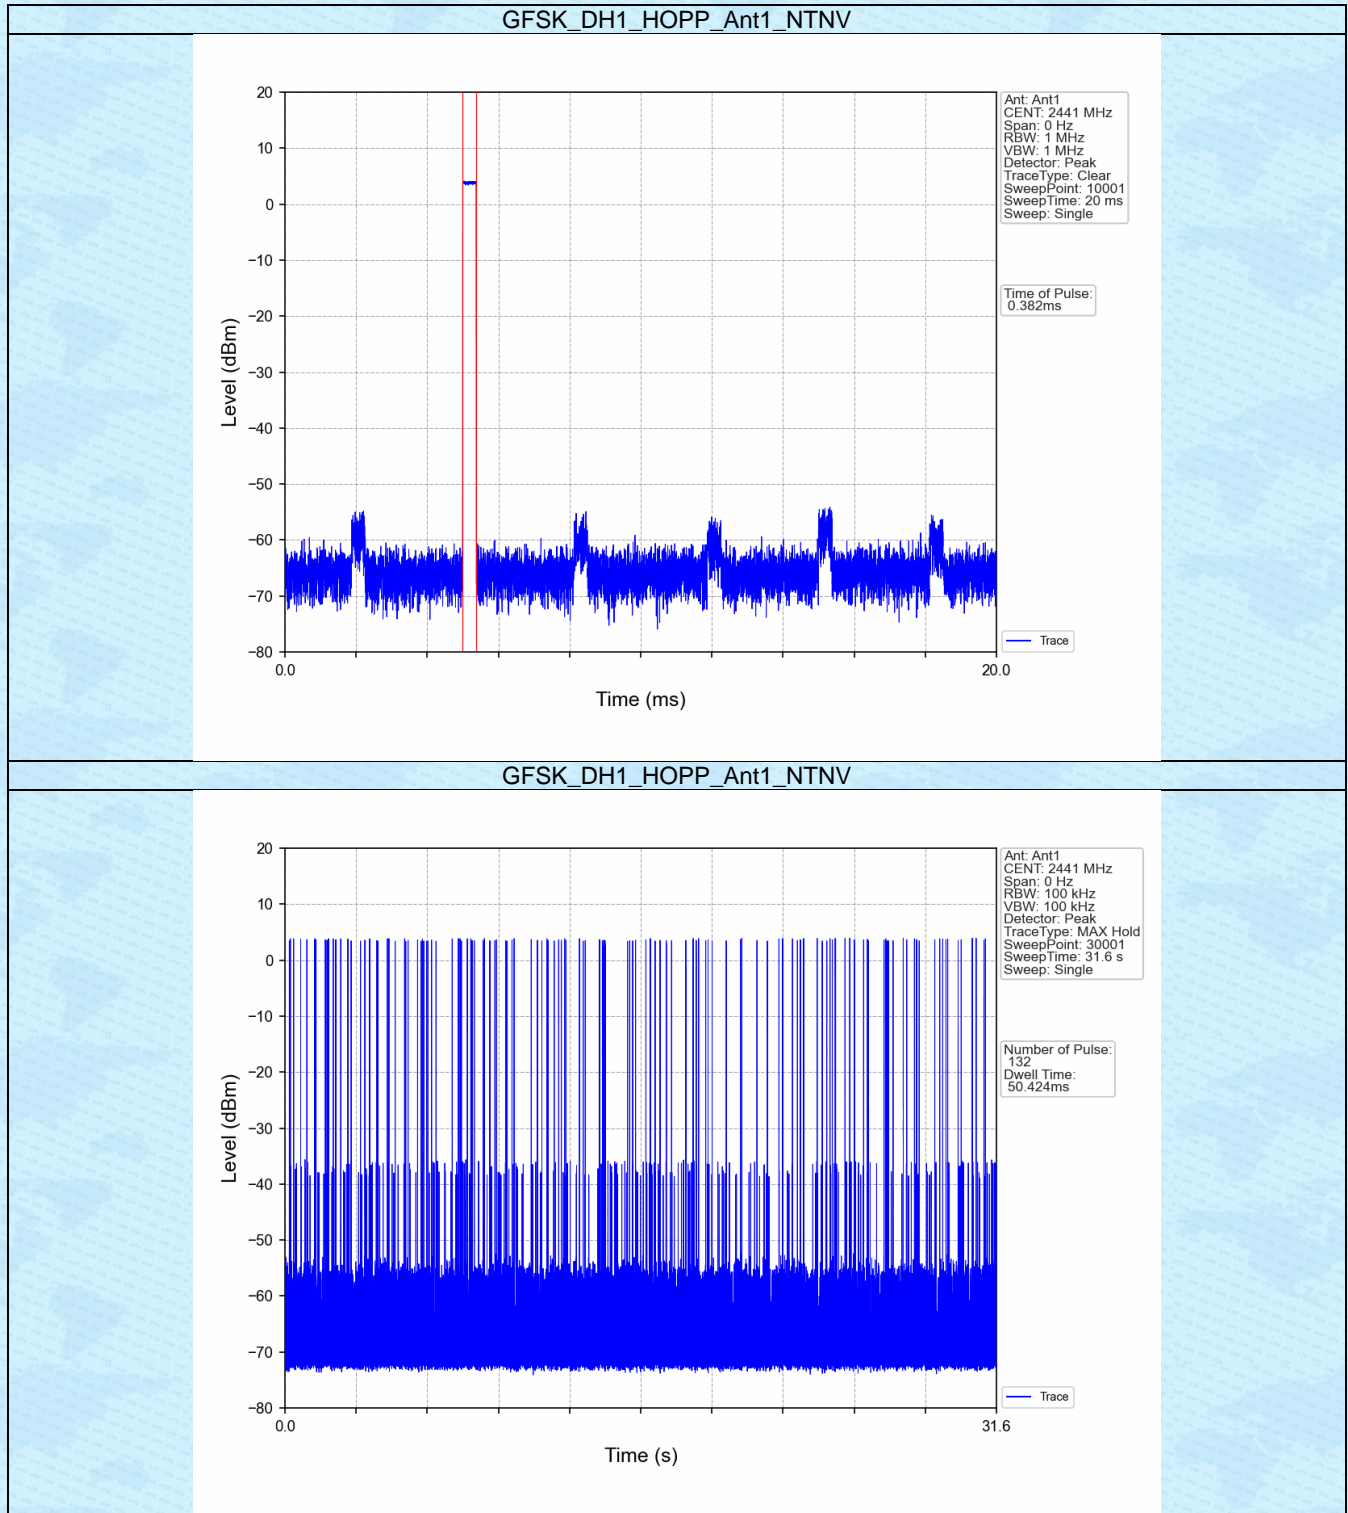 GFSK_DH1_HOPP_Ant1_NTNV
20
10
0
−10
−20
−30
−40
−50
−60
−70
−80
Level (dBm)
0.0
20.0
Time (ms)
Ant: Ant1
CENT: 2441 MHz
Span: 0 Hz
RBW: 1 MHz
VBW: 1 MHz
Detector: Peak
TraceType: Clear
SweepPoint: 10001
SweepTime: 20 ms
Sweep: Single
Time of Pulse:
0.382ms
Trace
GFSK_DH1_HOPP_Ant1_NTNV
20
10
0
−10
−20
−30
−40
−50
−60
−70
−80
Level (dBm)
0.0
31.6
Time (s)
Ant: Ant1
CENT: 2441 MHz
Span: 0 Hz
RBW: 100 kHz
VBW: 100 kHz
Detector: Peak
TraceType: MAX Hold
SweepPoint: 30001
SweepTime: 31.6 s
Sweep: Single
Number of Pulse:
132
Dwell Time:
50.424ms
Trace